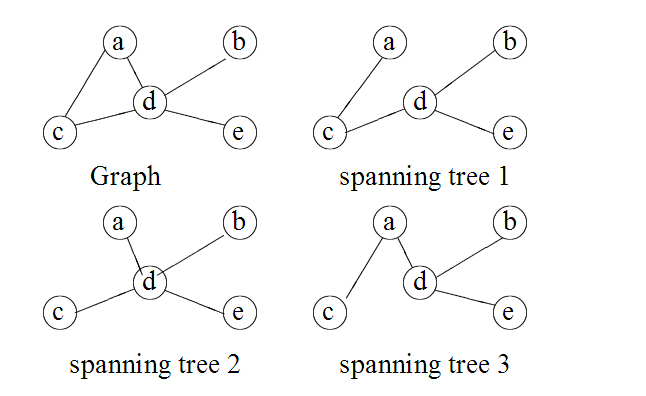 a b a b
d d
c e c e
Graph spanning tree 1
a b a b
d d
c e c e
spanning tree 2 spanning tree 3